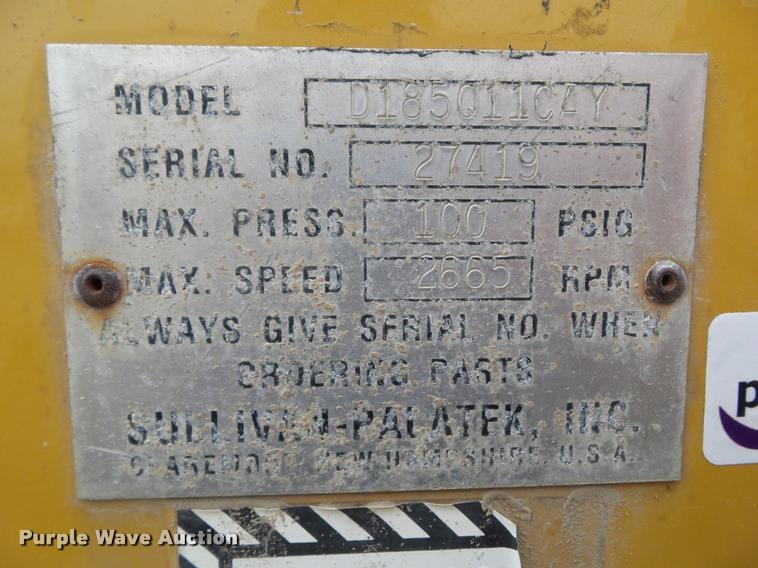 MODEL D185Q11CAY
SERIAL NO. 27419
MAX. PRESS. 100 PSIG
MAX. SPEED 2665 RPM
ALWAYS GIVE SERIAL NO. WHEN
ORDERING PARTS
SULLIVAN-PALATEK, INC.
CLAREMONT, NEW HAMPSHIRE, U.S.A.
p
Purple Wave Auction